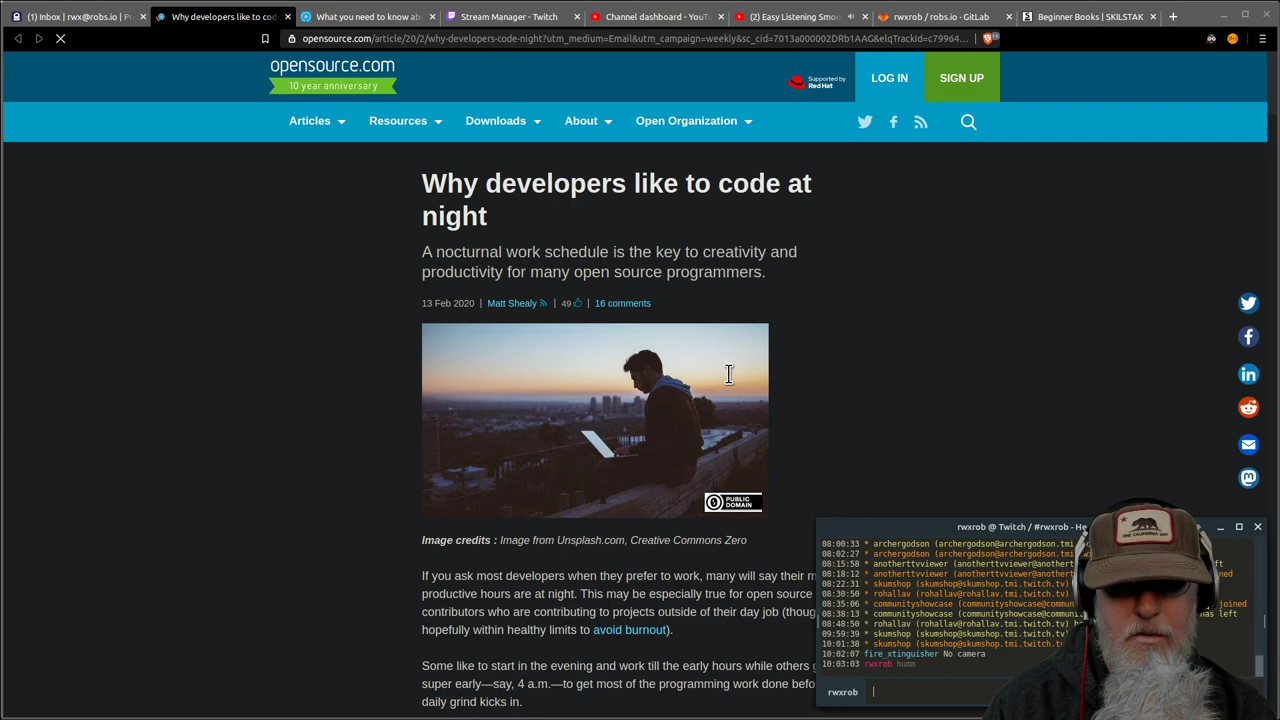 (1) Inbox | rwx@robs.io | Pro
Why developers like to cod
What you need to know ab
Stream Manager - Twitch
Channel dashboard - YouTu
(2) Easy Listening Smoo
rwxrob / robs.io · GitLab
Beginner Books | SKILSTAK
opensource.com/article/20/2/why-developers-code-night?utm_medium=Email&utm_campaign=weekly&sc_cid=7013a000002DRb1AAG&elqTrackId=c79964...
opensource.com
10 year anniversary
Supported by
Red Hat
LOG IN
SIGN UP
Articles
Resources
Downloads
About
Open Organization
Why developers like to code at
night
A nocturnal work schedule is the key to creativity and
productivity for many open source programmers.
13 Feb 2020 | Matt Shealy | 49 | 16 comments
PUBLIC
DOMAIN
Image credits : Image from Unsplash.com, Creative Commons Zero
If you ask most developers when they prefer to work, many will say their m
productive hours are at night. This may be especially true for open source
contributors who are contributing to projects outside of their day job (thoug
hopefully within healthy limits to avoid burnout).
Some like to start in the evening and work till the early hours while others g
super early—say, 4 a.m.—to get most of the programming work done befo
daily grind kicks in.
rwxrob @ Twitch / #rwxrob - He
08:00:33 * archergodson (archergodson@archergodson.tmi.
08:02:27 * archergodson (archergodson@archergodson.tmi.
08:15:58 * anotherttvviewer (anotherttvviewer@anothert left
08:18:12 * anotherttvviewer (anotherttvviewer@anothert oined
08:22:31 * skumshop (skumshop@skumshop.tmi.twitch.tv)
08:30:50 * rohallav (rohallav@rohallav.tmi.twitch.tv)
08:35:06 * communityshowcase (communityshowcase@commun joined
08:38:13 * communityshowcase (communityshowcase@commun has left
08:48:50 * rohallav (rohallav@rohallav.tmi.twitch.tv) h
09:59:39 * skumshop (skumshop@skumshop.tmi.twitch.tv)
10:01:38 * skumshop (skumshop@skumshop.tmi.twitch.tv)
10:02:07 fire_xtinguisher No camera
10:03:03 rwxrob humm
rwxrob